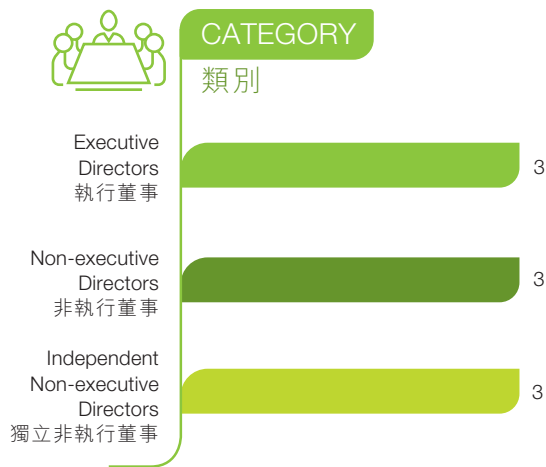 CATEGORY
類別
Executive
Directors
執行董事
3
Non-executive
Directors
非執行董事
3
Independent
Non-executive
Directors
獨立非執行董事
3